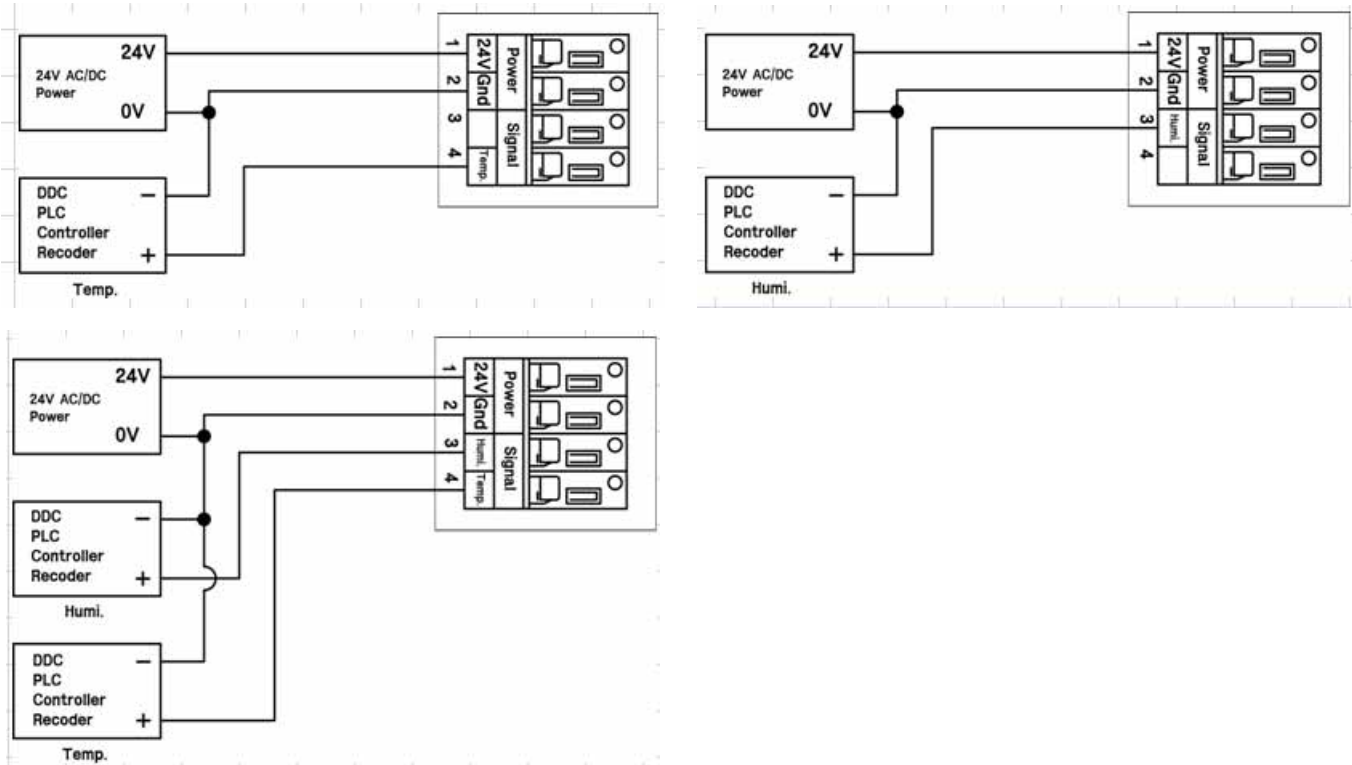 24V
24V AC/DC
Power
0V
DDC
PLC
Controller
Recoder
Temp.
1
2
3
4
24V
Gnd
Temp.
Power
Signal
24V
24V AC/DC
Power
0V
DDC
PLC
Controller
Recoder
Humi.
1
2
3
4
24V
Gnd
Humi.
Power
Signal
24V
24V AC/DC
Power
0V
DDC
PLC
Controller
Recoder
Humi.
DDC
PLC
Controller
Recoder
Temp.
1
2
3
4
24V
Gnd
Humi.
Temp.
Power
Signal